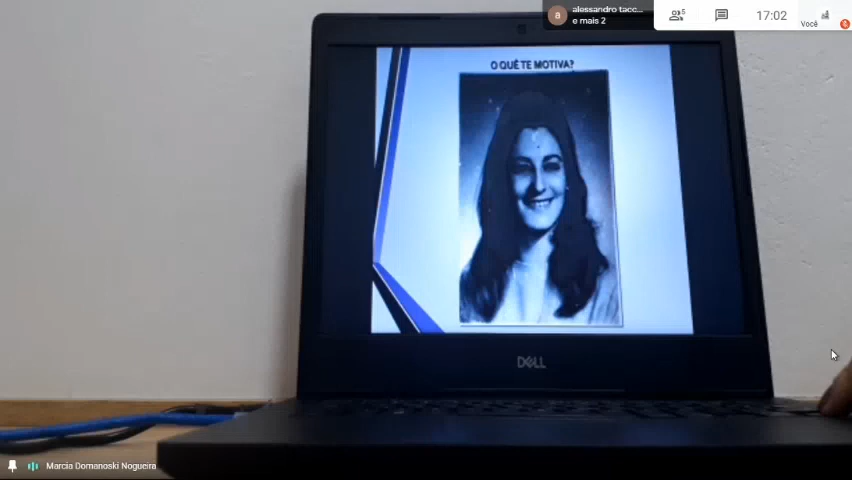 alessandro tacc...
e mais 2
5
17:02
Você
O QUÊ TE MOTIVA?
DELL
Marcia Domanoski Nogueira